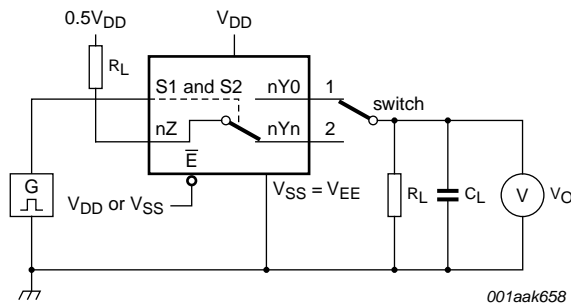 0.5VDD
VDD
RL
S1 and S2
nY0
1
switch
nZ
nYn
2
E
G
VDD or VSS
VSS = VEE
RL
CL
V
VO
001aak658